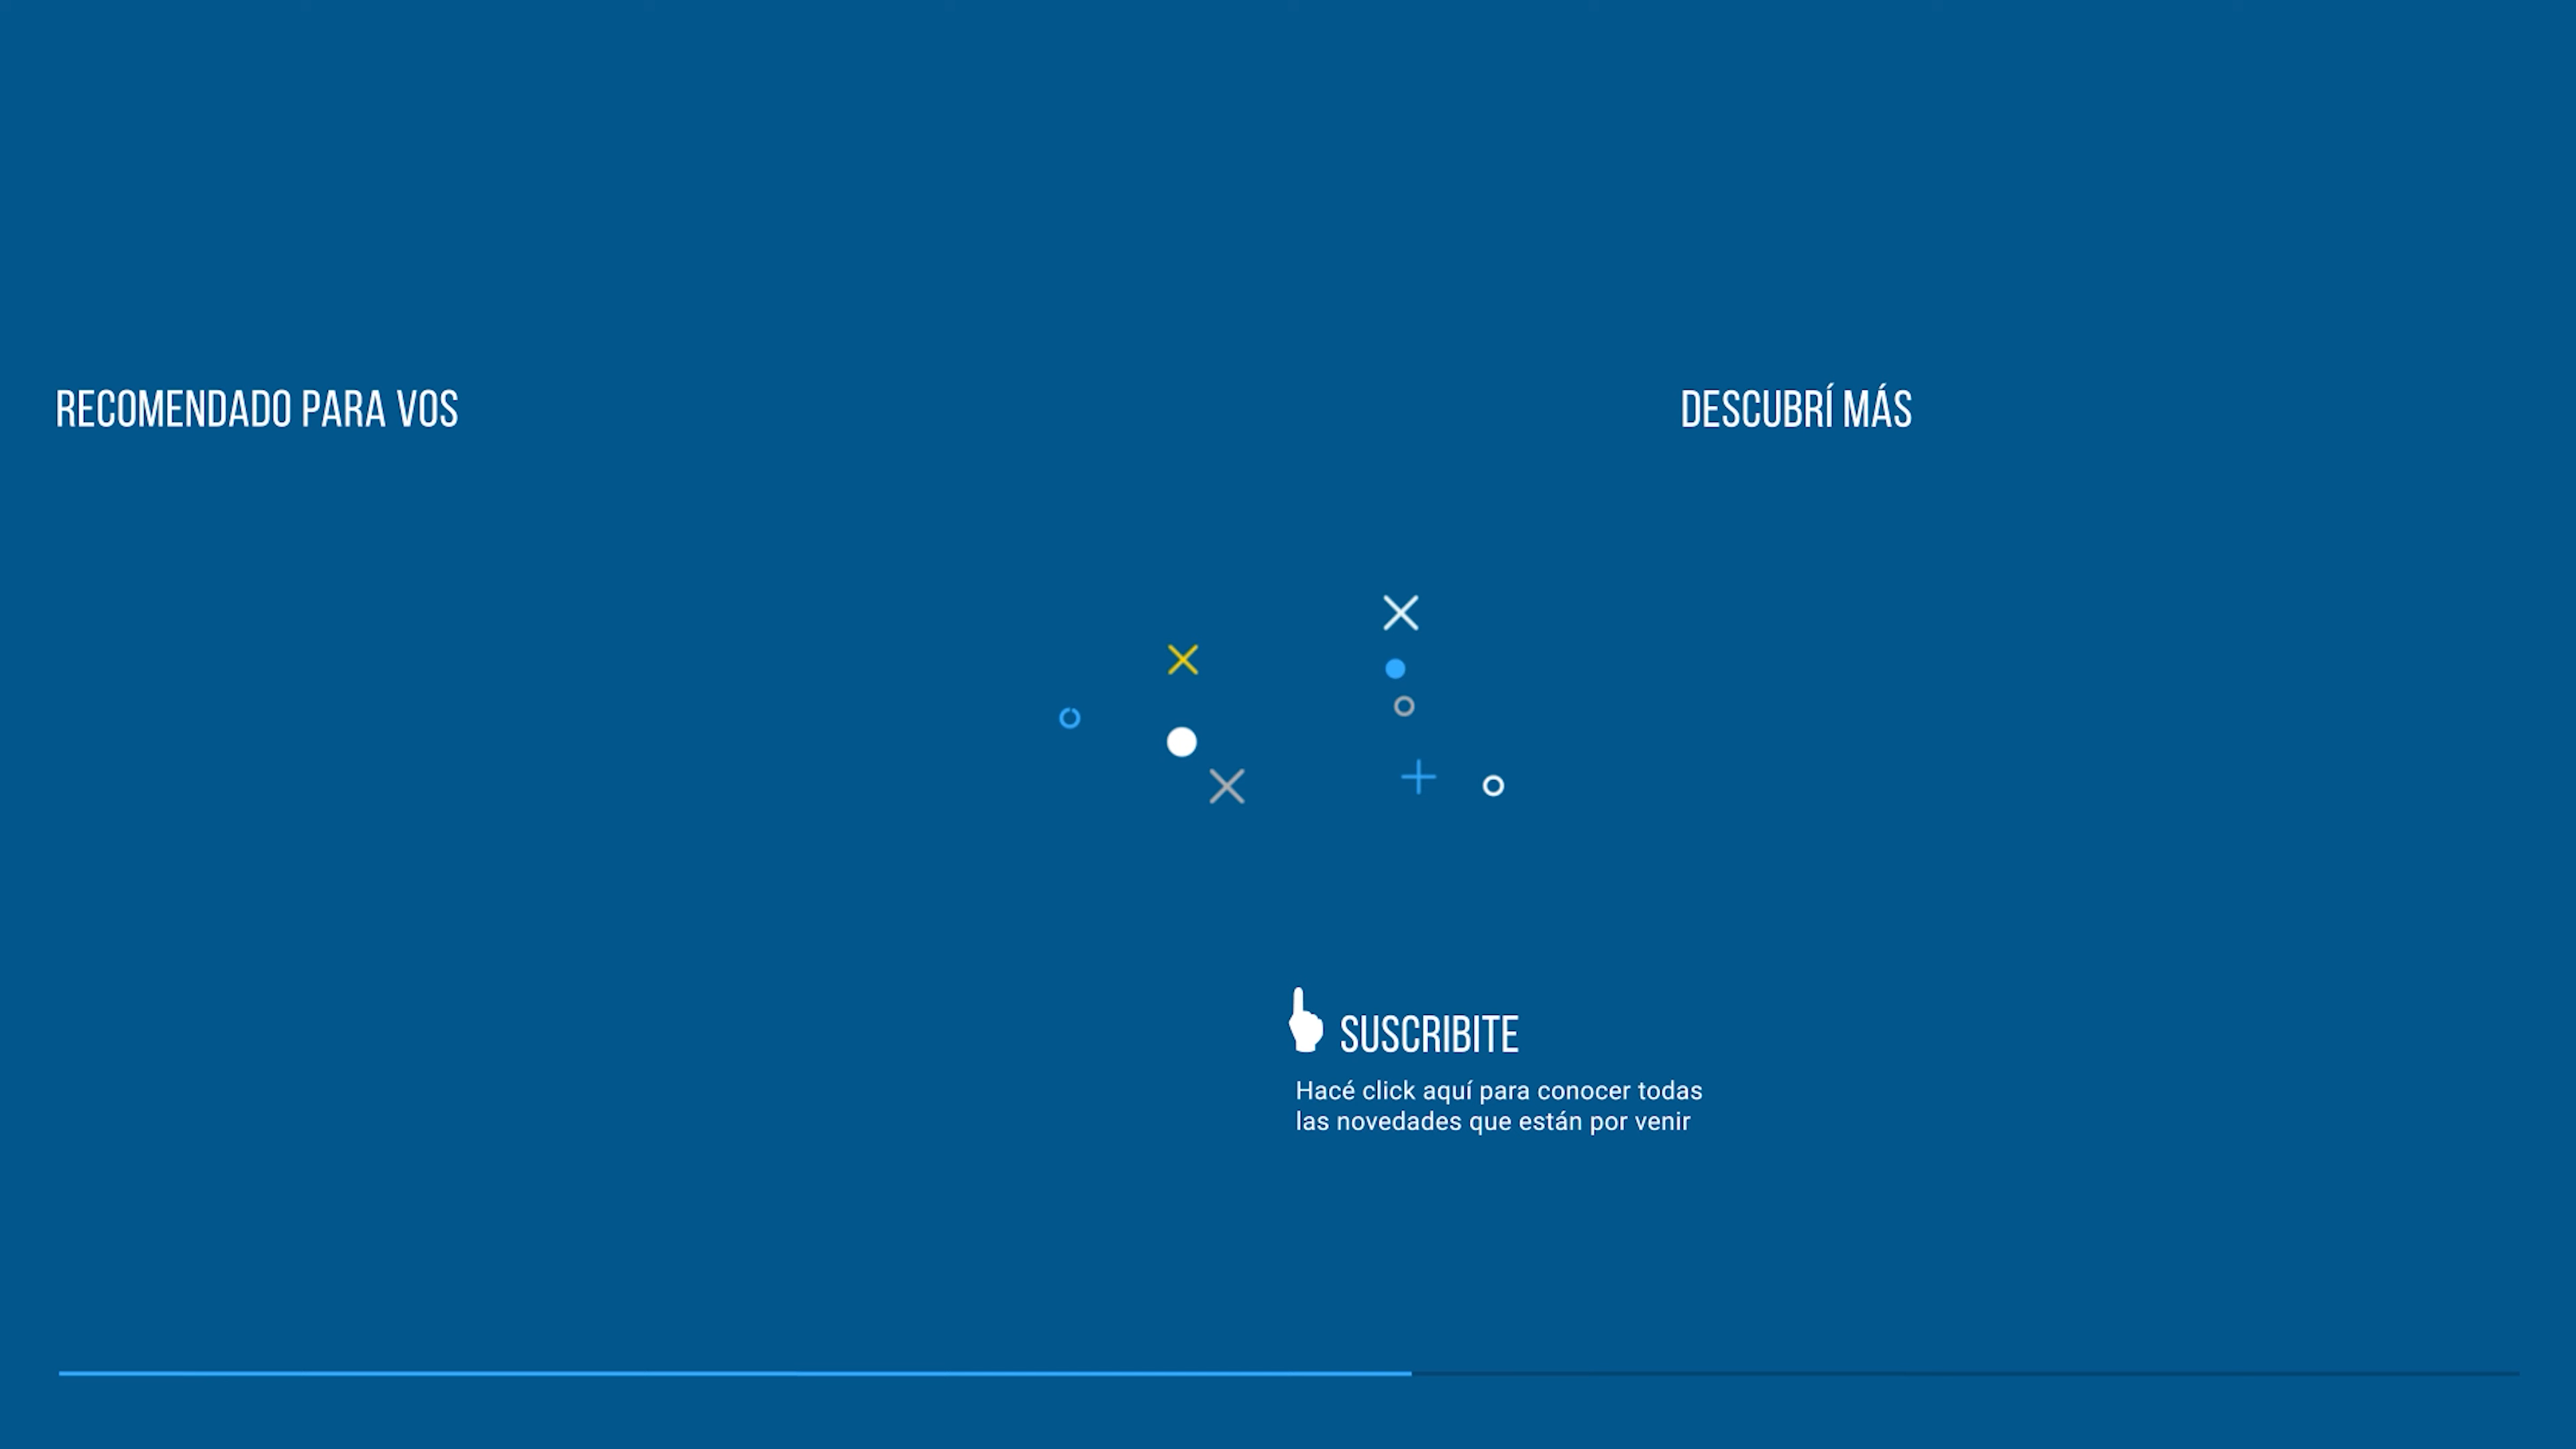 RECOMENDADO PARA VOS
DESCUBRÍ MÁS
SUSCRIBITE
Hacé click aquí para conocer todas
las novedades que están por venir